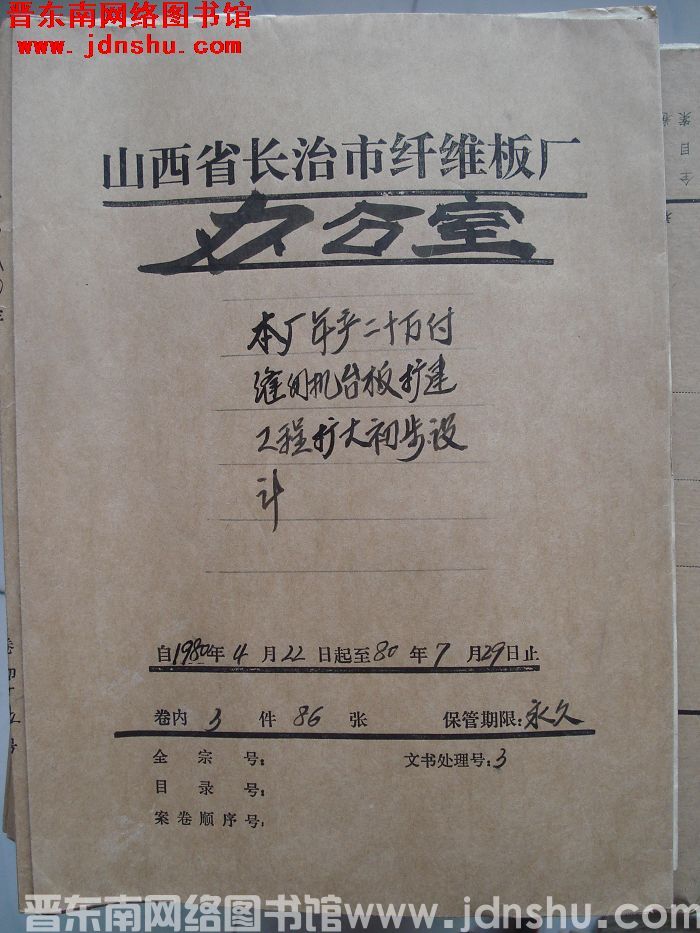 晋东南网络图书馆
www.jdnshu.com
山西省长治市纤维板厂
办公室
本厂年产二十万付
缝纫机台板扩建
工程扩大初步设
计
自1980年4月22日起至80年7月29日止
卷内3件86张 保管期限:永久
全宗号: 文书处理号:3
目录号:
案卷顺序号:
晋东南网络图书馆 www.jdnshu.com